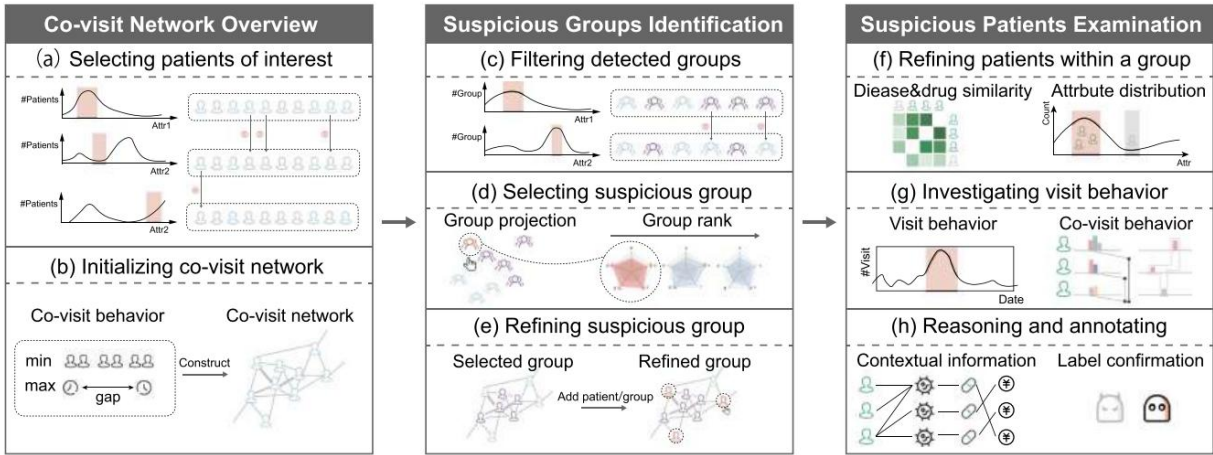 Co-visit Network Overview
(a) Selecting patients of interest
#Patients
Attr1
#Patients
Attr2
#Patients
Attr2
(b) Initializing co-visit network
Co-visit behavior
Co-visit network
min
max
gap
Construct
Suspicious Groups Identification
(c) Filtering detected groups
#Group
Attr1
#Group
Attr2
(d) Selecting suspicious group
Group projection
Group rank
(e) Refining suspicious group
Selected group
Refined group
Add patient/group
Suspicious Patients Examination
(f) Refining patients within a group
Diease&drug similarity
Attrbute distribution
Count
Attr
(g) Investigating visit behavior
Visit behavior
Co-visit behavior
#Visit
Date
(h) Reasoning and annotating
Contextual information
Label confirmation
¥
¥
¥